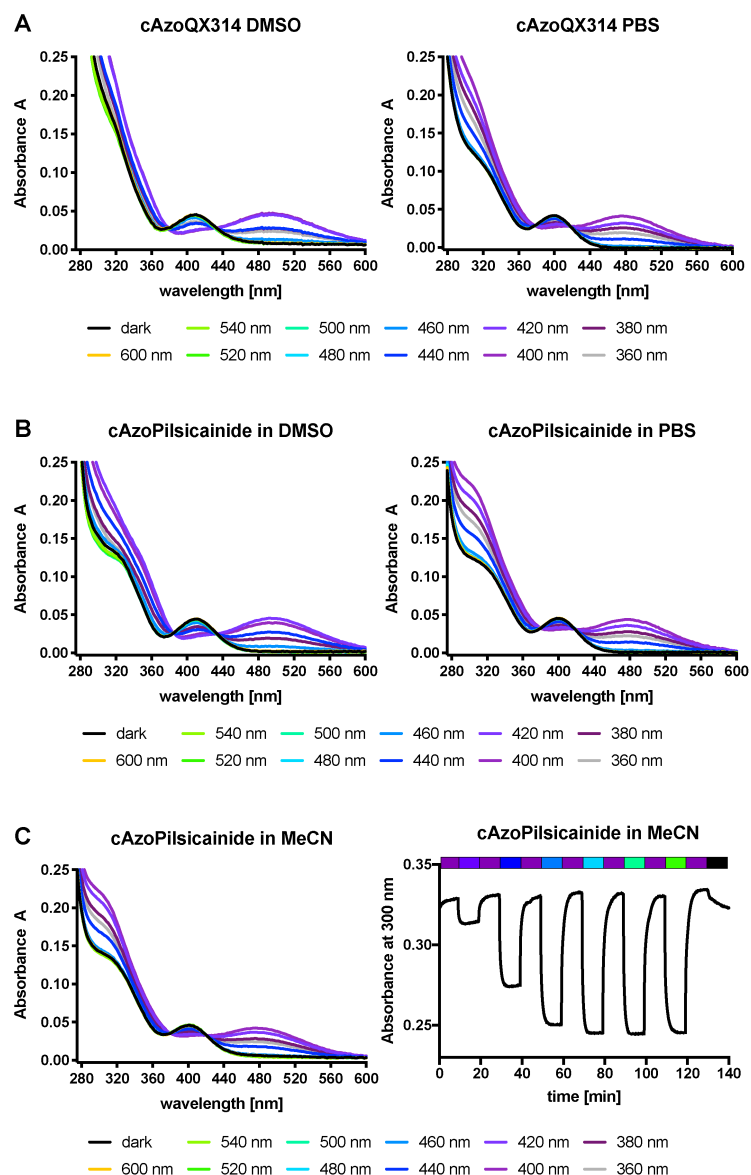 A
cAzoQX314 DMSO
cAzoQX314 PBS
Absorbance A
0.25
0.20
0.15
0.10
0.05
0.00
280 320 360 400 440 480 520 560 600
wavelength [nm]
Absorbance A
0.25
0.20
0.15
0.10
0.05
0.00
280 320 360 400 440 480 520 560 600
wavelength [nm]
dark 540 nm 500 nm 460 nm 420 nm 380 nm
600 nm 520 nm 480 nm 440 nm 400 nm 360 nm
B
cAzoPilsicainide in DMSO
cAzoPilsicainide in PBS
Absorbance A
0.25
0.20
0.15
0.10
0.05
0.00
280 320 360 400 440 480 520 560 600
wavelength [nm]
Absorbance A
0.25
0.20
0.15
0.10
0.05
0.00
280 320 360 400 440 480 520 560 600
wavelength [nm]
dark 540 nm 500 nm 460 nm 420 nm 380 nm
600 nm 520 nm 480 nm 440 nm 400 nm 360 nm
C
cAzoPilsicainide in MeCN
cAzoPilsicainide in MeCN
Absorbance A
0.25
0.20
0.15
0.10
0.05
0.00
280 320 360 400 440 480 520 560 600
wavelength [nm]
Absorbance at 300 nm
0.35
0.30
0.25
0 20 40 60 80 100 120 140
time [min]
dark 540 nm 500 nm 460 nm 420 nm 380 nm
600 nm 520 nm 480 nm 440 nm 400 nm 360 nm